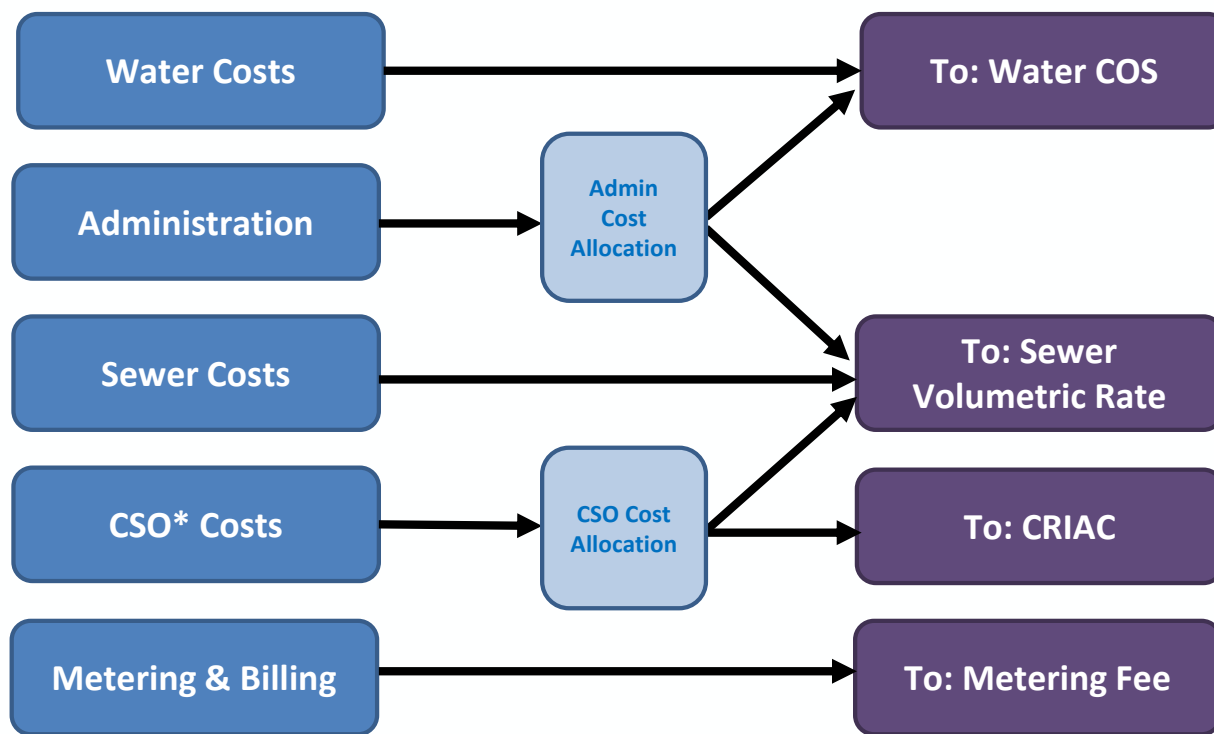 Water Costs
To: Water COS
Administration
Admin
Cost
Allocation
Sewer Costs
To: Sewer
Volumetric Rate
CSO* Costs
CSO Cost
Allocation
To: CRIAC
Metering & Billing
To: Metering Fee